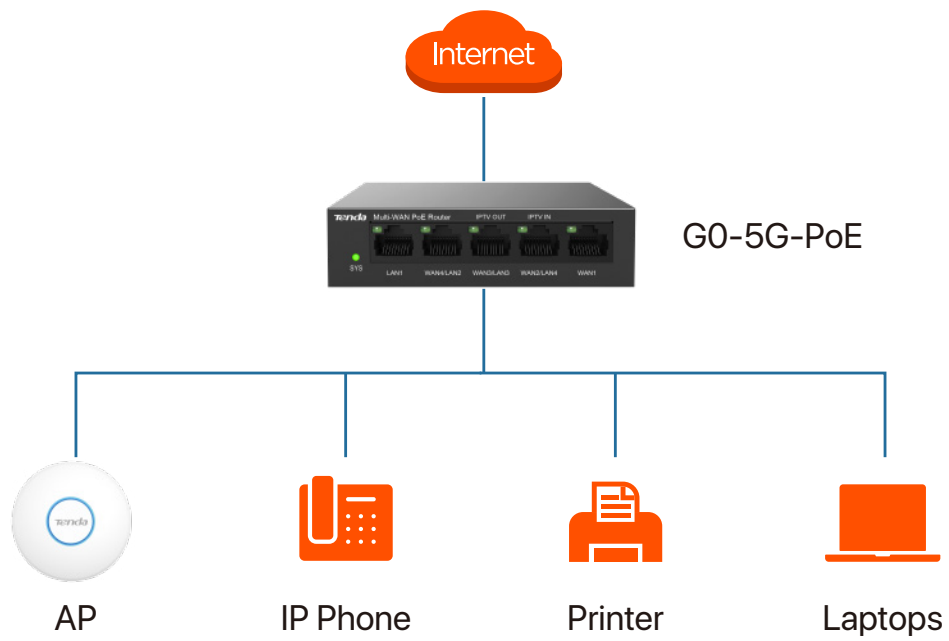 Internet
Tenda Multi-WAN PoE Router IPTV OUT IPTV IN
SYS
LAN1 WAN4/LAN2 WAN3/LAN3 WAN2/LAN4 WAN1
G0-5G-PoE
Tenda
AP IP Phone Printer Laptops